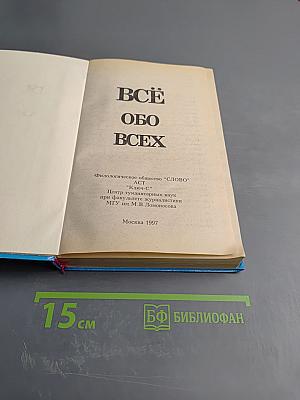 ВСЁ
ОБО
ВСЕХ
Филологическое общество "СЛОВО"
АСТ
"Ключ-С"
Центр гуманитарных наук
при факультете журналистики
МГУ им. М.В. Ломоносова
Москва 1997
15 см
БФ БИБЛИОФАН